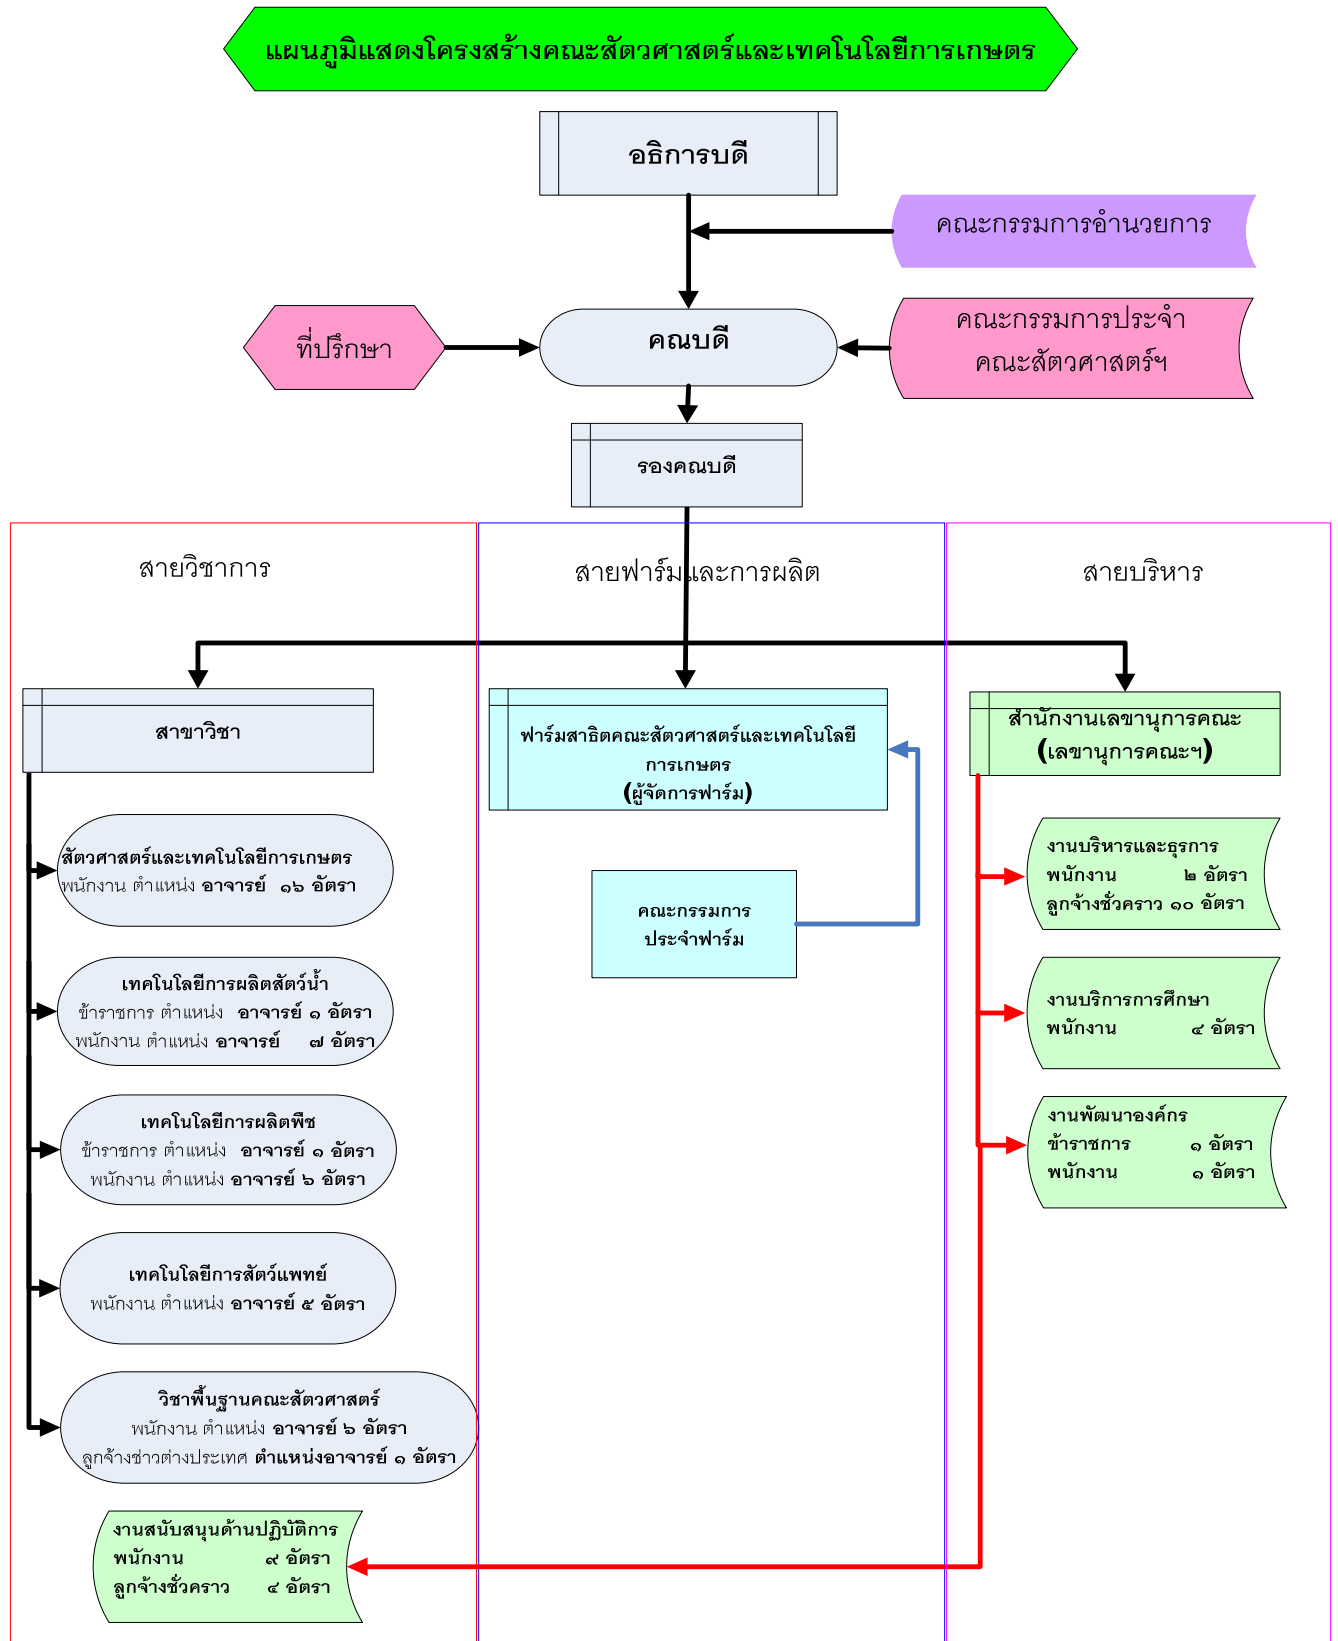 แผนภูมิแสดงโครงสร้างคณะสัตวศาสตร์และเทคโนโลยีการเกษตร
อธิการบดี
คณะกรรมการอำนวยการ
ที่ปรึกษา
คณบดี
คณะกรรมการประจำ
คณะสัตวศาสตร์ฯ
รองคณบดี
สายวิชาการ
สายฟาร์มและการผลิต
สายบริหาร
สาขาวิชา
สัตวศาสตร์และเทคโนโลยีการเกษตร
พนักงาน ตำแหน่ง อาจารย์ ๑๖ อัตรา
เทคโนโลยีการผลิตสัตว์น้ำ
ข้าราชการ ตำแหน่ง อาจารย์ ๑ อัตรา
พนักงาน ตำแหน่ง อาจารย์ ๗ อัตรา
เทคโนโลยีการผลิตพืช
ข้าราชการ ตำแหน่ง อาจารย์ ๑ อัตรา
พนักงาน ตำแหน่ง อาจารย์ ๖ อัตรา
เทคโนโลยีการสัตว์แพทย์
พนักงาน ตำแหน่ง อาจารย์ ๕ อัตรา
วิชาพื้นฐานคณะสัตวศาสตร์
พนักงาน ตำแหน่ง อาจารย์ ๖ อัตรา
ลูกจ้างช่าวต่างประเทศ ตำแหน่งอาจารย์ ๑ อัตรา
งานสนับสนุนด้านปฏิบัติการ
พนักงาน ๙ อัตรา
ลูกจ้างชั่วคราว ๔ อัตรา
ฟาร์มสาธิตคณะสัตวศาสตร์และเทคโนโลยี
การเกษตร
(ผู้จัดการฟาร์ม)
คณะกรรมการ
ประจำฟาร์ม
สำนักงานเลขานุการคณะ
(เลขานุการคณะฯ)
งานบริหารและธุรการ
พนักงาน ๒ อัตรา
ลูกจ้างชั่วคราว ๑๐ อัตรา
งานบริการการศึกษา
พนักงาน ๔ อัตรา
งานพัฒนาองค์กร
ข้าราชการ ๑ อัตรา
พนักงาน ๑ อัตรา